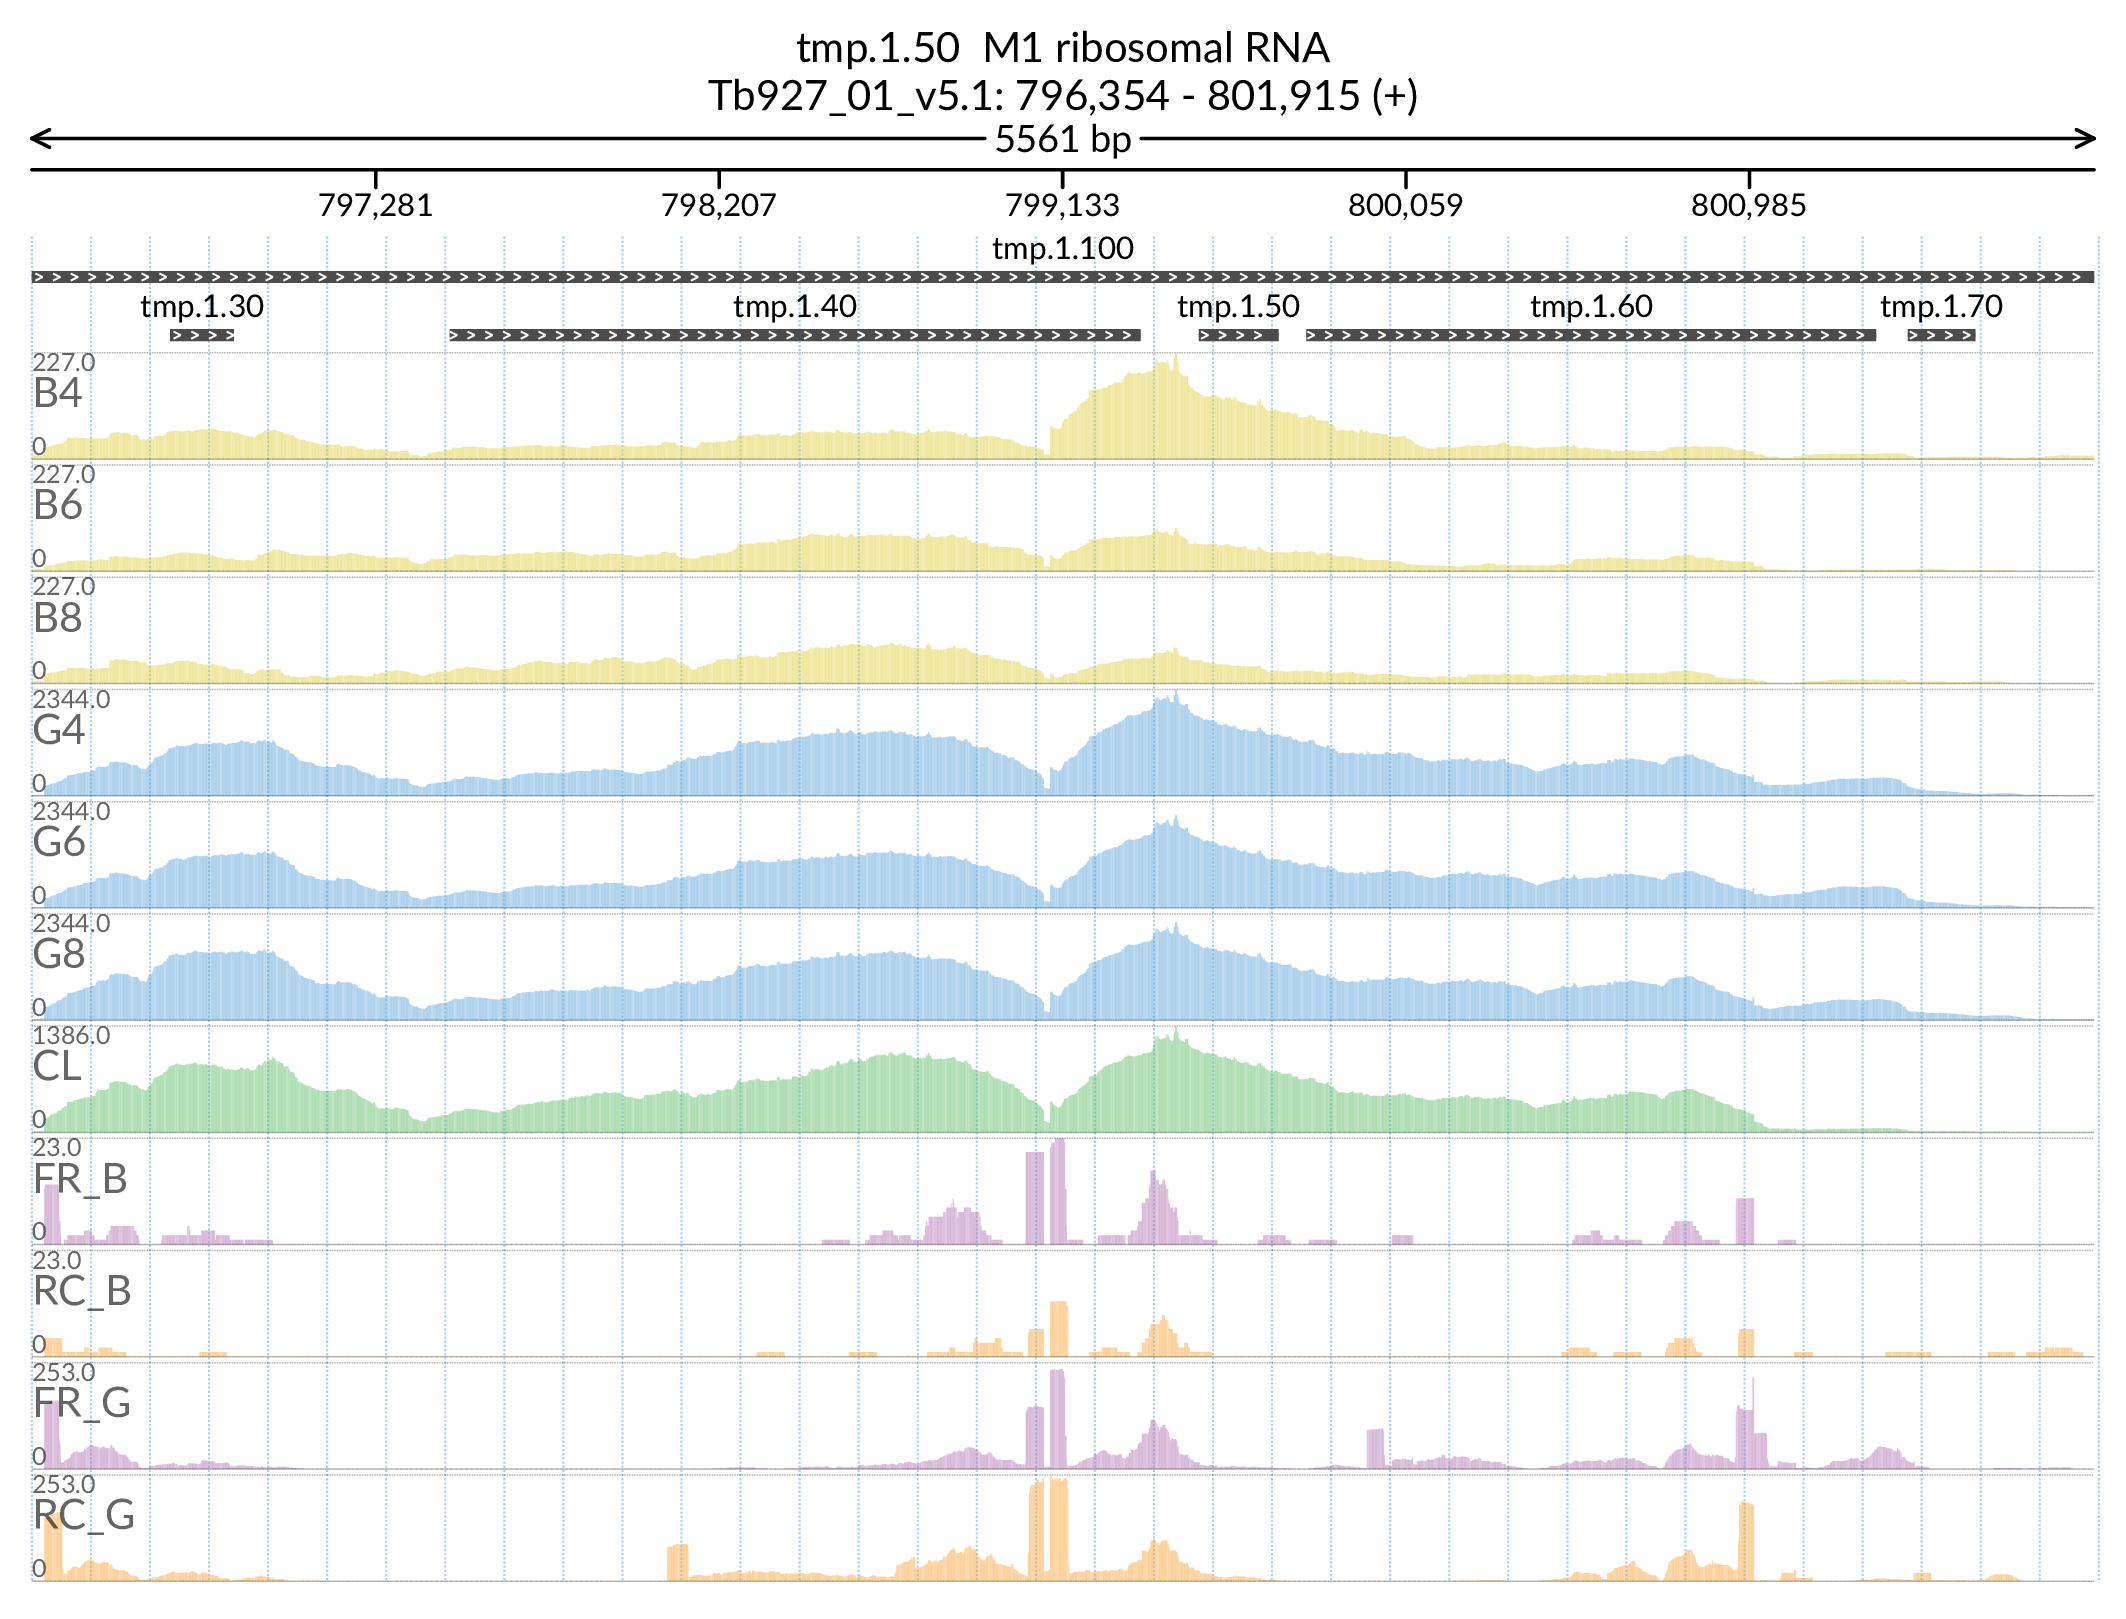 tmp.1.50 M1 ribosomal RNA
Tb927_01_v5.1: 796,354 - 801,915 (+)
5561 bp
797,281 798,207 799,133 800,059 800,985
tmp.1.100
tmp.1.30 tmp.1.40 tmp.1.50 tmp.1.60 tmp.1.70
227.0
B4
0
227.0
B6
0
227.0
B8
0
2344.0
G4
0
2344.0
G6
0
2344.0
G8
0
1386.0
CL
0
23.0
FR_B
0
23.0
RC_B
0
253.0
FR_G
0
253.0
RC_G
0